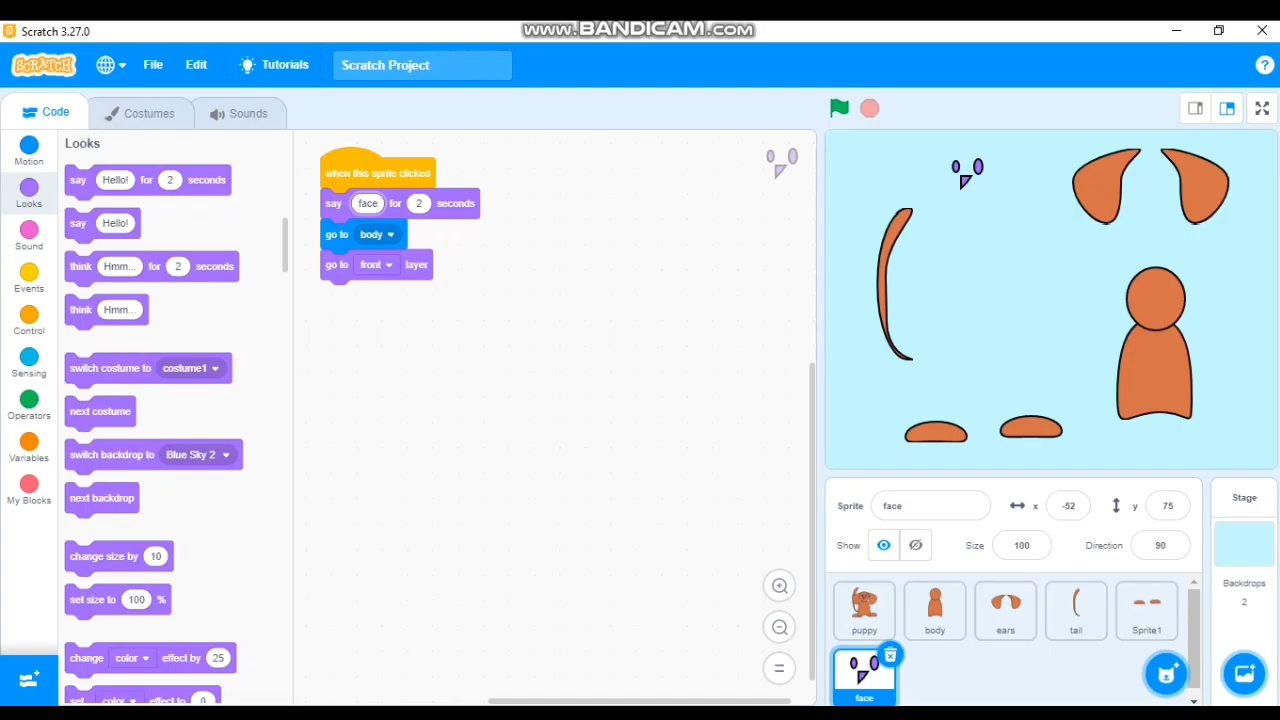 Scratch 3.27.0
www.BANDICAM.com
SCRATCH File Edit Tutorials Scratch Project ?
Code Costumes Sounds
Motion
Looks
Sound
Events
Control
Sensing
Operators
Variables
My Blocks
Looks
say Hello! for 2 seconds
say Hello!
think Hmm... for 2 seconds
think Hmm...
switch costume to costume1
next costume
switch backdrop to Blue Sky 2
next backdrop
change size by 10
set size to 100 %
change color effect by 25
set color effect to 0
when this sprite clicked
say face for 2 seconds
go to body
go to front layer
Sprite face x -52 y 75
Show Size 100 Direction 90
puppy body ears tail Sprite1
face
Stage
Backdrops
2